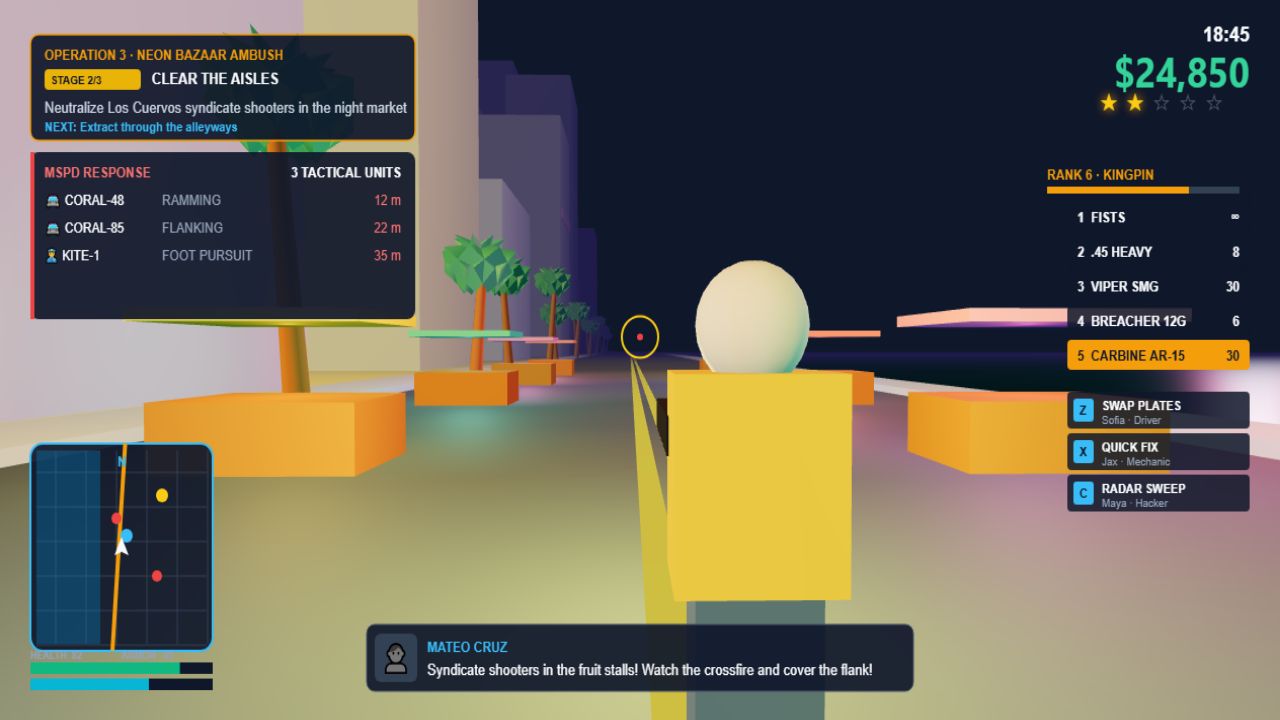 OPERATION 3 · NEON BAZAAR AMBUSH
STAGE 2/3 CLEAR THE AISLES
Neutralize Los Cuervos syndicate shooters in the night market
NEXT: Extract through the alleyways
MSPD RESPONSE 3 TACTICAL UNITS
CORAL-48 RAMMING 12 m
CORAL-85 FLANKING 22 m
KITE-1 FOOT PURSUIT 35 m
18:45
$24,850
RANK 6 · KINGPIN
1 FISTS ∞
2 .45 HEAVY 8
3 VIPER SMG 30
4 BREACHER 12G 6
5 CARBINE AR-15 30
Z SWAP PLATES
Sofia · Driver
X QUICK FIX
Jax · Mechanic
C RADAR SWEEP
Maya · Hacker
N
HEALTH 82
MATEO CRUZ
Syndicate shooters in the fruit stalls! Watch the crossfire and cover the flank!